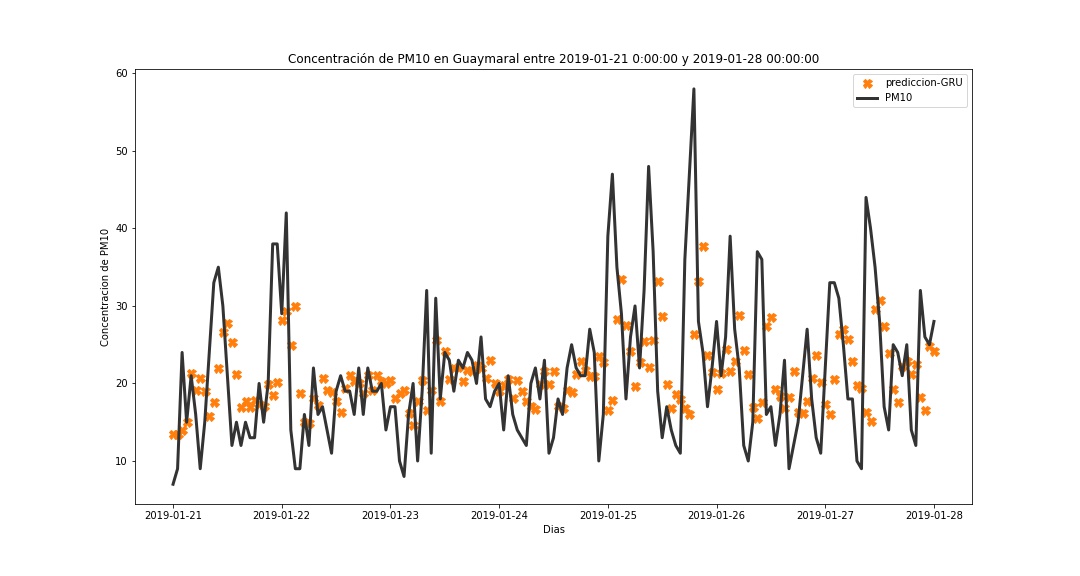 Concentración de PM10 en Guaymaral entre 2019-01-21 0:00:00 y 2019-01-28 00:00:00
prediccion-GRU
PM10
Concentracion de PM10
60
50
40
30
20
10
2019-01-21
2019-01-22
2019-01-23
2019-01-24
2019-01-25
2019-01-26
2019-01-27
2019-01-28
Dias